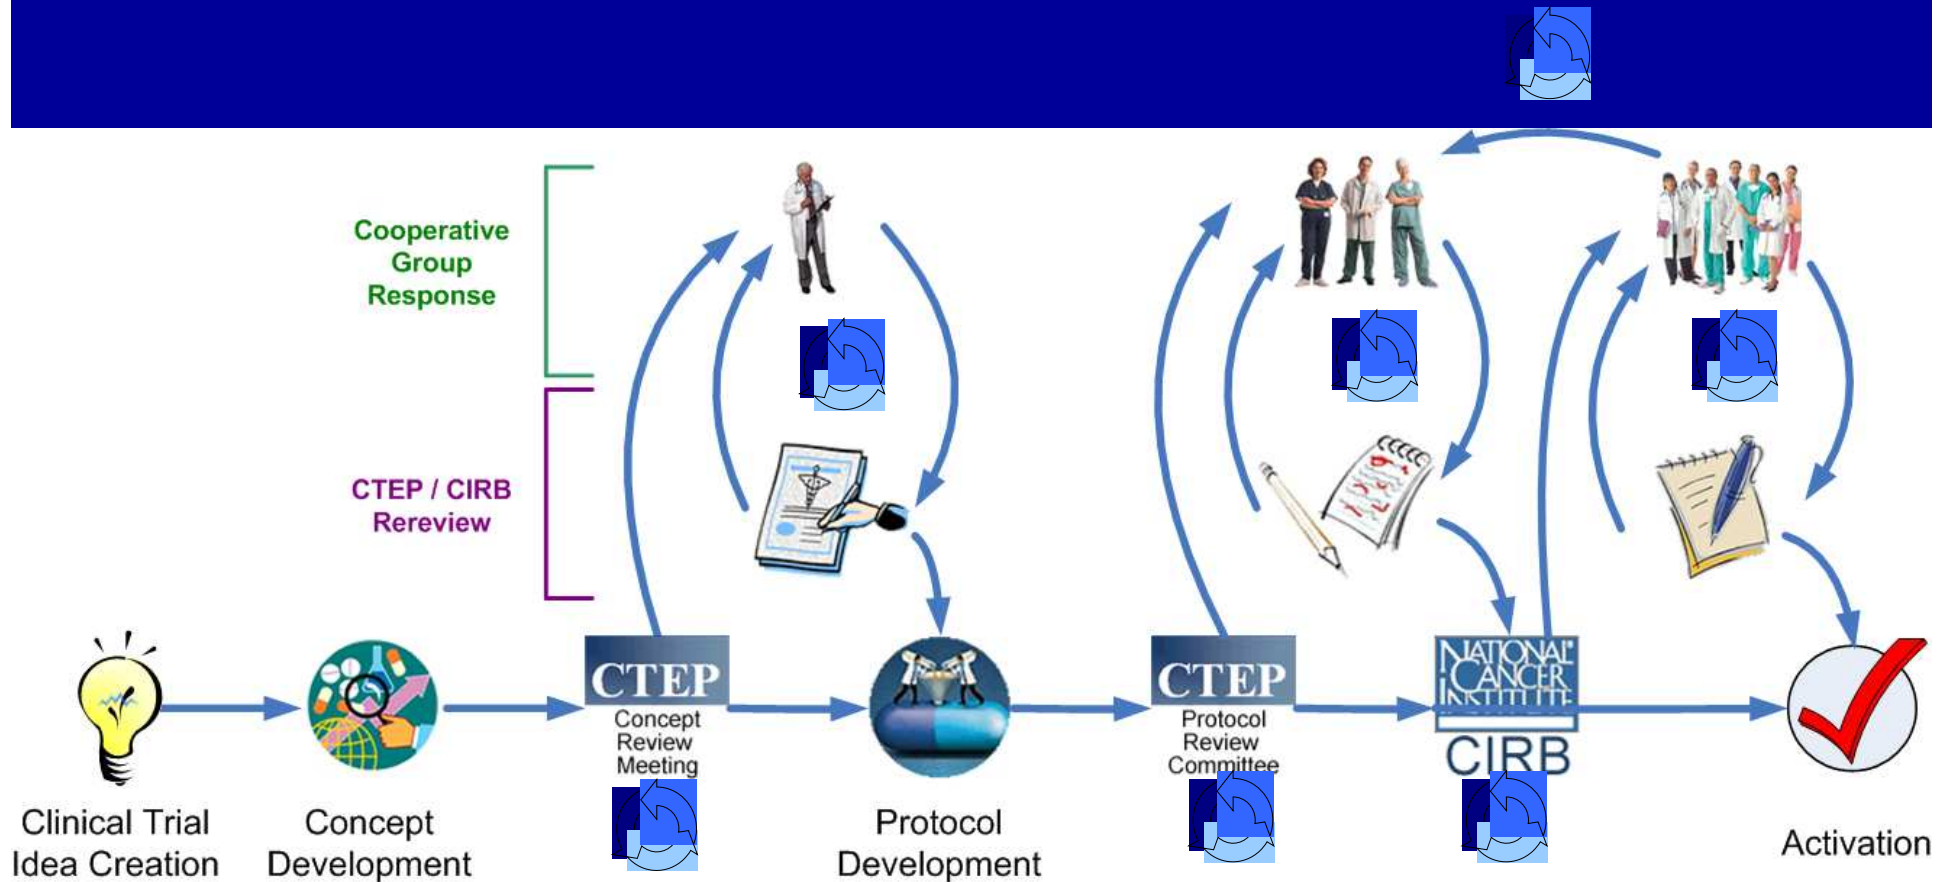 Cooperative
Group
Response
CTEP / CIRB
Rereview
CTEP
Concept
Review
Meeting
CTEP
Protocol
Review
Committee
NATIONAL
CANCER
INSTITUTE
CIRB
Clinical Trial
Idea Creation
Concept
Development
Protocol
Development
Activation